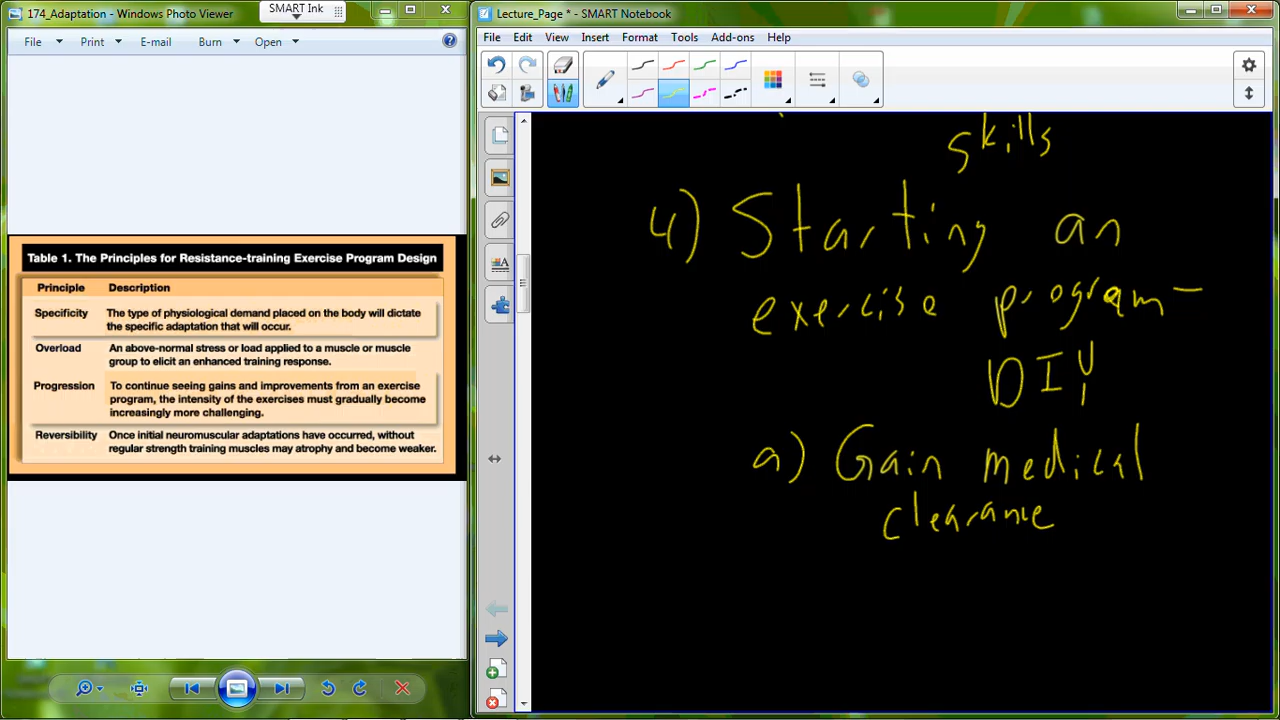 174_Adaptation - Windows Photo Viewer
SMART Ink
File Print E-mail Burn Open
Table 1. The Principles for Resistance-training Exercise Program Design
Principle Description
Specificity The type of physiological demand placed on the body will dictate
the specific adaptation that will occur.
Overload An above-normal stress or load applied to a muscle or muscle
group to elicit an enhanced training response.
Progression To continue seeing gains and improvements from an exercise
program, the intensity of the exercises must gradually become
increasingly more challenging.
Reversibility Once initial neuromuscular adaptations have occurred, without
regular strength training muscles may atrophy and become weaker.
Lecture_Page * - SMART Notebook
File Edit View Insert Format Tools Add-ons Help
skills
4) Starting an
exercise program-
DIY
a) Gain medical
clearance